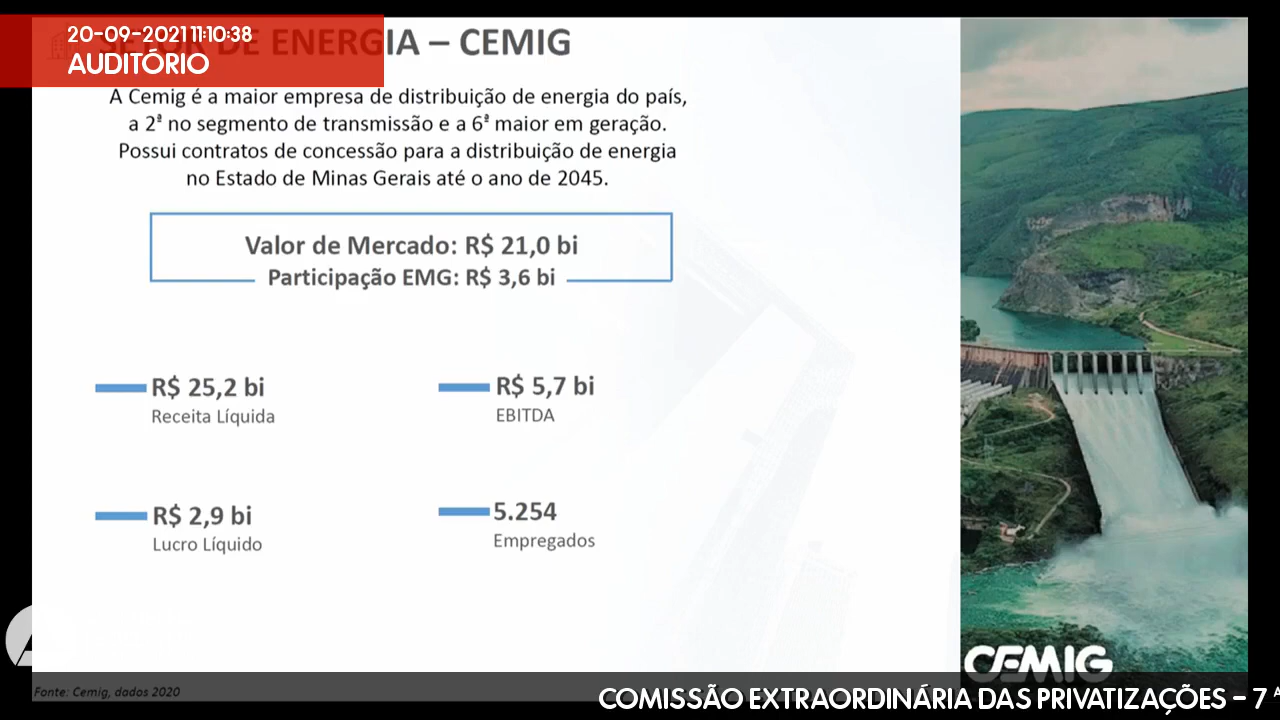 20-09-2021 11:10:38
AUDITÓRIO
SETOR DE ENERGIA – CEMIG
A Cemig é a maior empresa de distribuição de energia do país,
a 2ª no segmento de transmissão e a 6ª maior em geração.
Possui contratos de concessão para a distribuição de energia
no Estado de Minas Gerais até o ano de 2045.
Valor de Mercado: R$ 21,0 bi
Participação EMG: R$ 3,6 bi
R$ 25,2 bi
Receita Líquida
R$ 5,7 bi
EBITDA
R$ 2,9 bi
Lucro Líquido
5.254
Empregados
CEMIG
Fonte: Cemig, dados 2020
COMISSÃO EXTRAORDINÁRIA DAS PRIVATIZAÇÕES – 7 ª